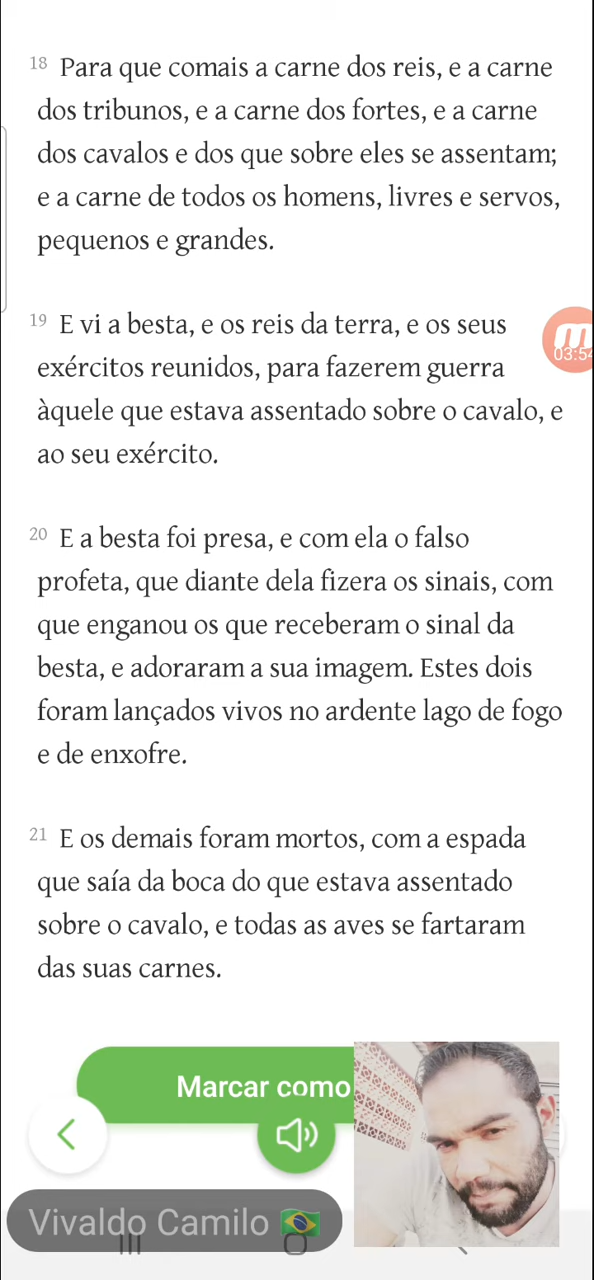 18 Para que comais a carne dos reis, e a carne
dos tribunos, e a carne dos fortes, e a carne
dos cavalos e dos que sobre eles se assentam;
e a carne de todos os homens, livres e servos,
pequenos e grandes.
19 E vi a besta, e os reis da terra, e os seus
exércitos reunidos, para fazerem guerra
àquele que estava assentado sobre o cavalo, e
ao seu exército.
03:54
20 E a besta foi presa, e com ela o falso
profeta, que diante dela fizera os sinais, com
que enganou os que receberam o sinal da
besta, e adoraram a sua imagem. Estes dois
foram lançados vivos no ardente lago de fogo
e de enxofre.
21 E os demais foram mortos, com a espada
que saía da boca do que estava assentado
sobre o cavalo, e todas as aves se fartaram
das suas carnes.
Marcar como
Vivaldo Camilo